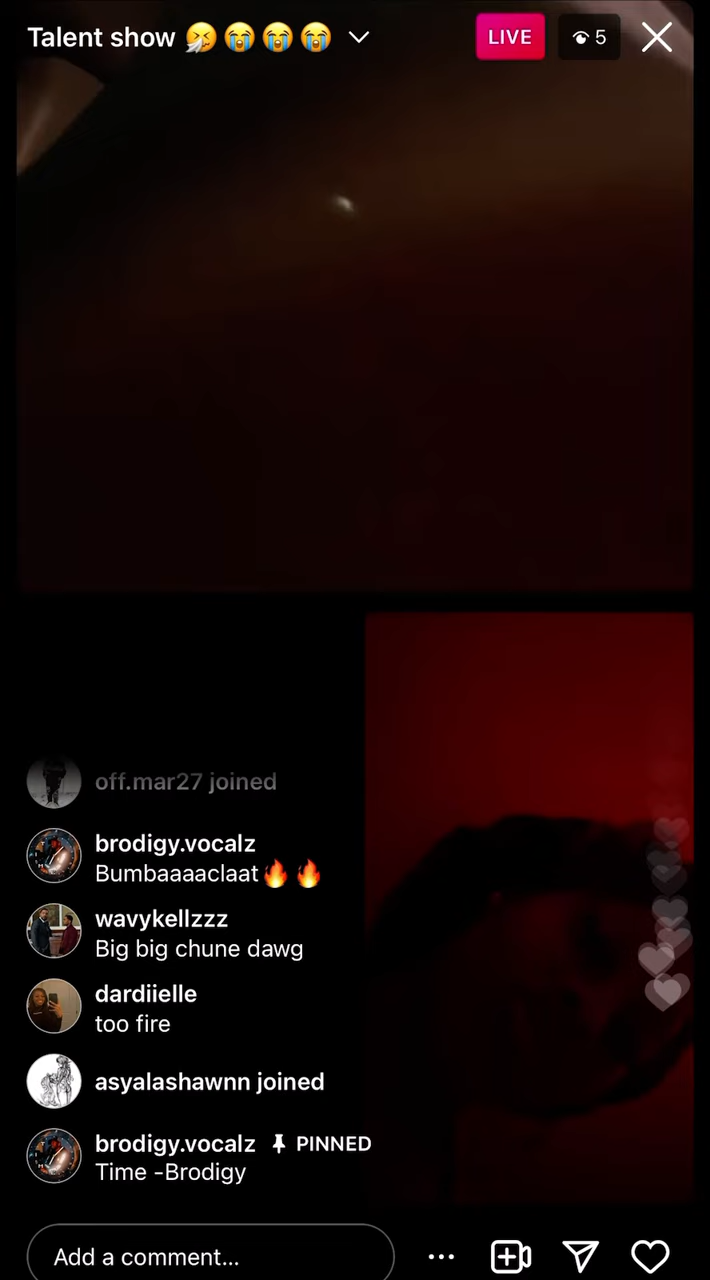 Talent show 🤧😭😭😭
LIVE
5
off.mar27 joined
brodigy.vocalz
Bumbaaaaclaat🔥🔥
wavykellzzz
Big big chune dawg
dardiielle
too fire
asyalashawnn joined
brodigy.vocalz PINNED
Time -Brodigy
Add a comment...